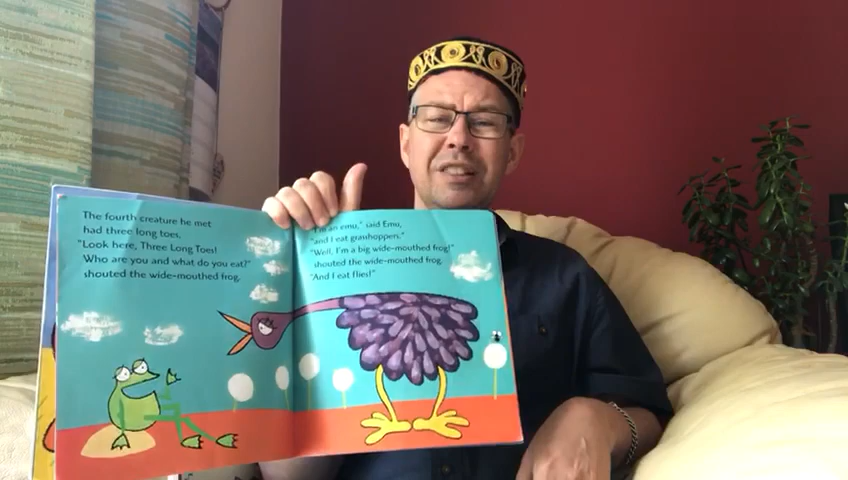 The fourth creature he met
had three long toes.
"Look here, Three Long Toes!
Who are you and what do you eat?"
shouted the wide-mouthed frog.
"I'm an emu," said Emu,
"and I eat grasshoppers."
"Well, I'm a big wide-mouthed frog!"
shouted the wide-mouthed frog.
"And I eat flies!"